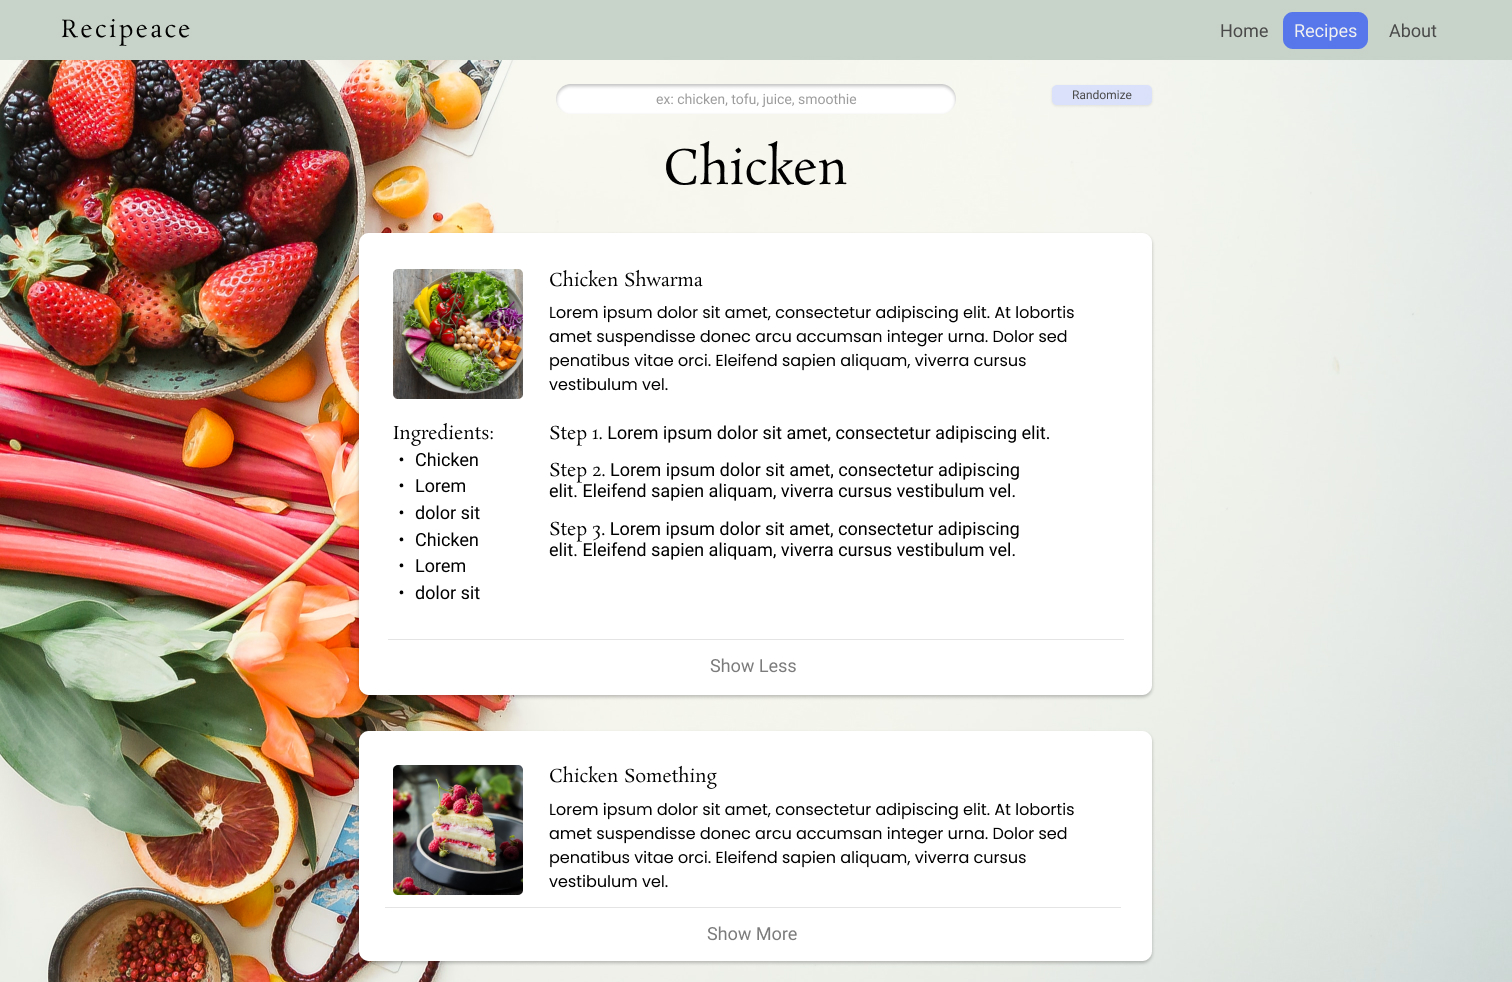 Recipeace
Home Recipes About
ex: chicken, tofu, juice, smoothie
Randomize
Chicken
Chicken Shwarma
Lorem ipsum dolor sit amet, consectetur adipiscing elit. At lobortis
amet suspendisse donec arcu accumsan integer urna. Dolor sed
penatibus vitae orci. Eleifend sapien aliquam, viverra cursus
vestibulum vel.
Ingredients:
• Chicken
• Lorem
• dolor sit
• Chicken
• Lorem
• dolor sit
Step 1. Lorem ipsum dolor sit amet, consectetur adipiscing elit.
Step 2. Lorem ipsum dolor sit amet, consectetur adipiscing
elit. Eleifend sapien aliquam, viverra cursus vestibulum vel.
Step 3. Lorem ipsum dolor sit amet, consectetur adipiscing
elit. Eleifend sapien aliquam, viverra cursus vestibulum vel.
Show Less
Chicken Something
Lorem ipsum dolor sit amet, consectetur adipiscing elit. At lobortis
amet suspendisse donec arcu accumsan integer urna. Dolor sed
penatibus vitae orci. Eleifend sapien aliquam, viverra cursus
vestibulum vel.
Show More